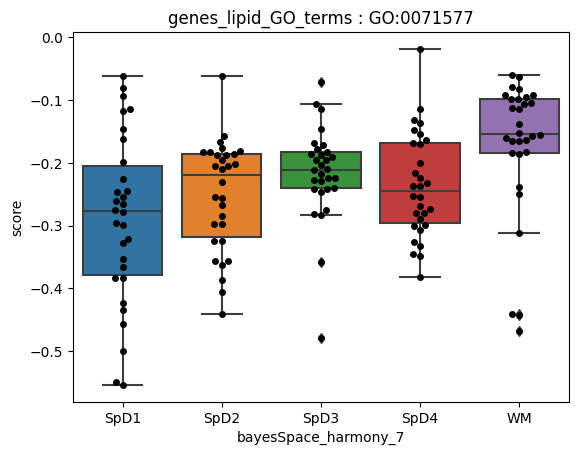 genes_lipid_GO_terms : GO:0071577
0.0
−0.1
−0.2
−0.3
−0.4
−0.5
score
SpD1 SpD2 SpD3 SpD4 WM
bayesSpace_harmony_7